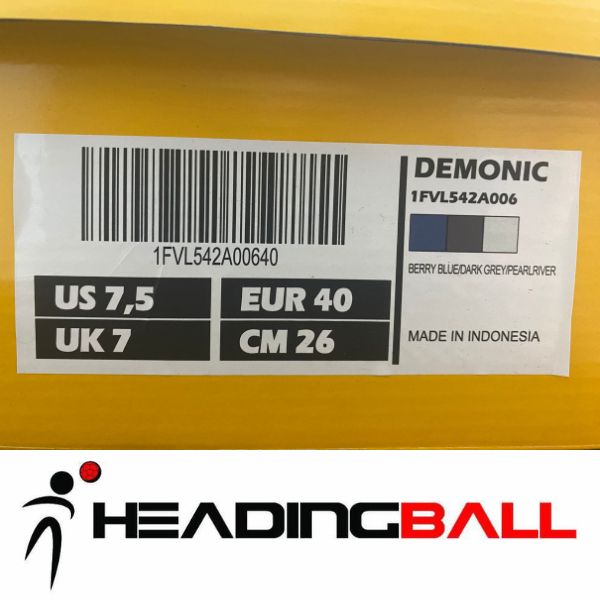 1FVL542A00640
US 7,5
EUR 40
UK 7
CM 26
DEMONIC
1FVL542A006
BERRY BLUE/DARK GREY/PEARLRIVER
MADE IN INDONESIA
HEADINGBALL